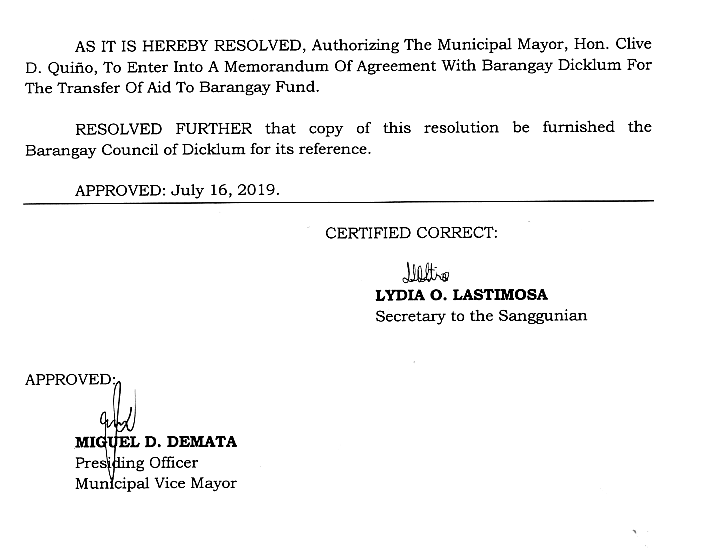 AS IT IS HEREBY RESOLVED, Authorizing The Municipal Mayor, Hon. Clive
D. Quiño, To Enter Into A Memorandum Of Agreement With Barangay Dicklum For
The Transfer Of Aid To Barangay Fund.
RESOLVED FURTHER that copy of this resolution be furnished the
Barangay Council of Dicklum for its reference.
APPROVED: July 16, 2019.
CERTIFIED CORRECT:
LYDIA O. LASTIMOSA
Secretary to the Sanggunian
APPROVED:
MIGUEL D. DEMATA
Presiding Officer
Municipal Vice Mayor